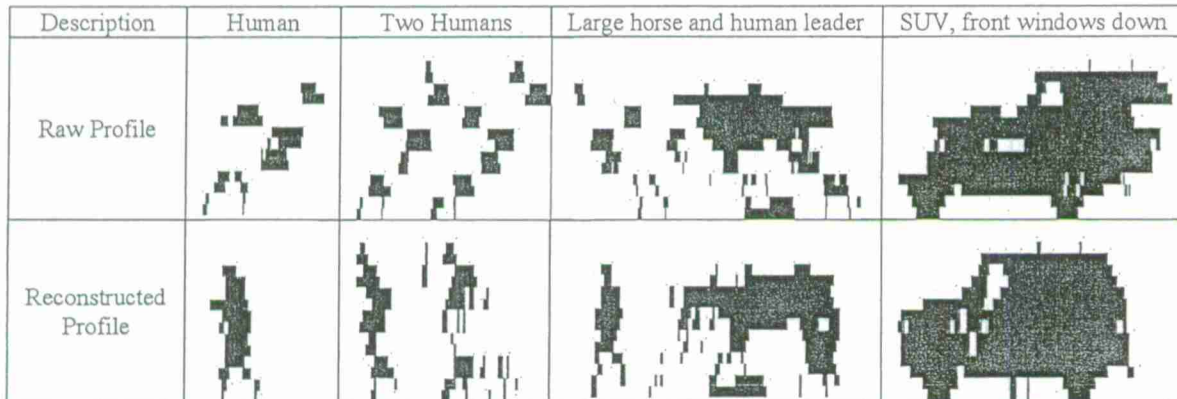 Description
Human
Two Humans
Large horse and human leader
SUV, front windows down
Raw Profile
Reconstructed
Profile